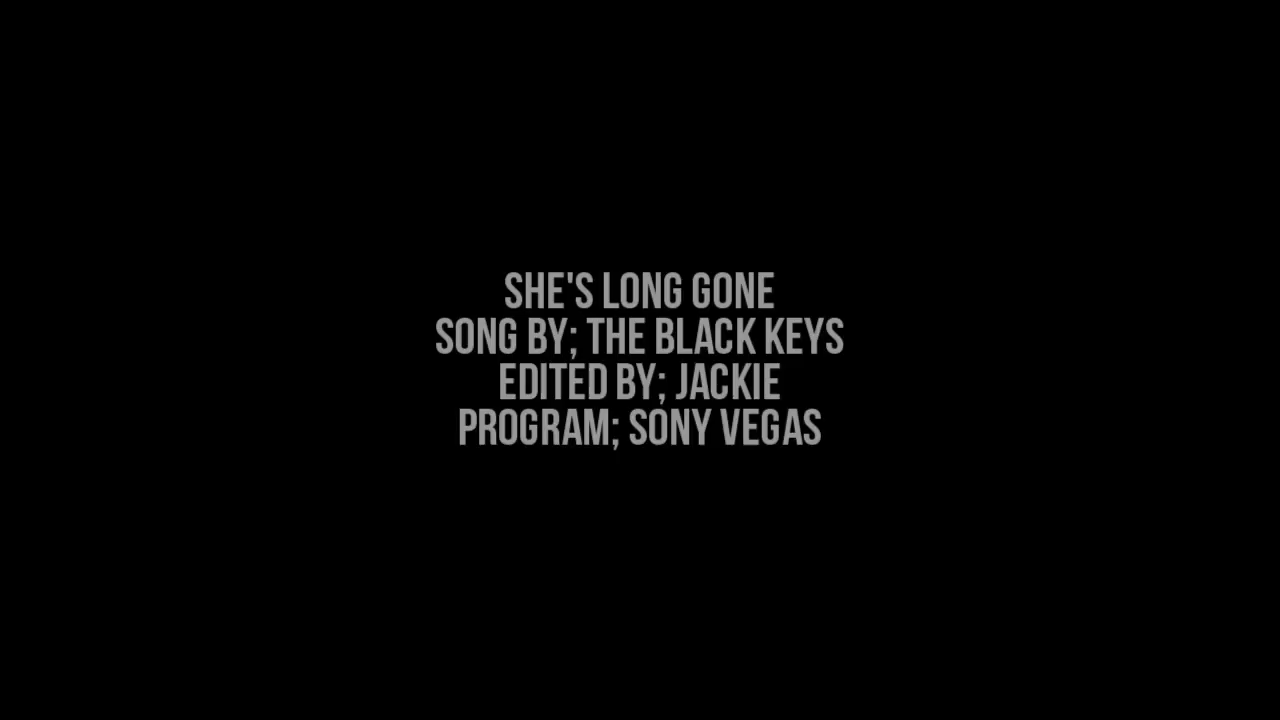 SHE'S LONG GONE
SONG BY; THE BLACK KEYS
EDITED BY; JACKIE
PROGRAM; SONY VEGAS